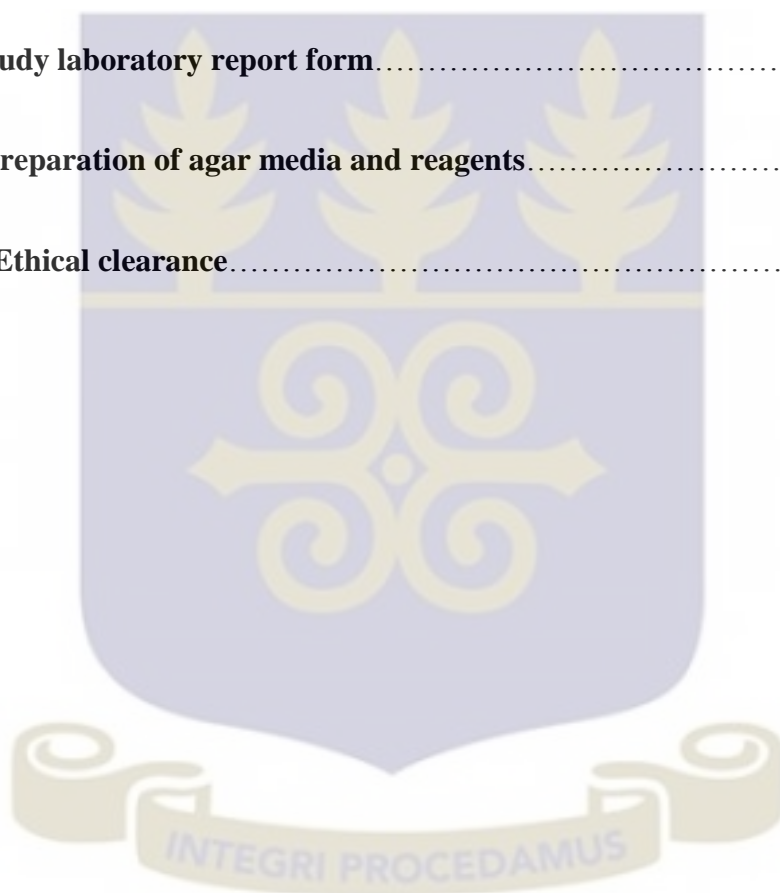 udy laboratory report form........................................
reparation of agar media and reagents.........................
Ethical clearance...................................................
INTEGRI PROCEDAMUS